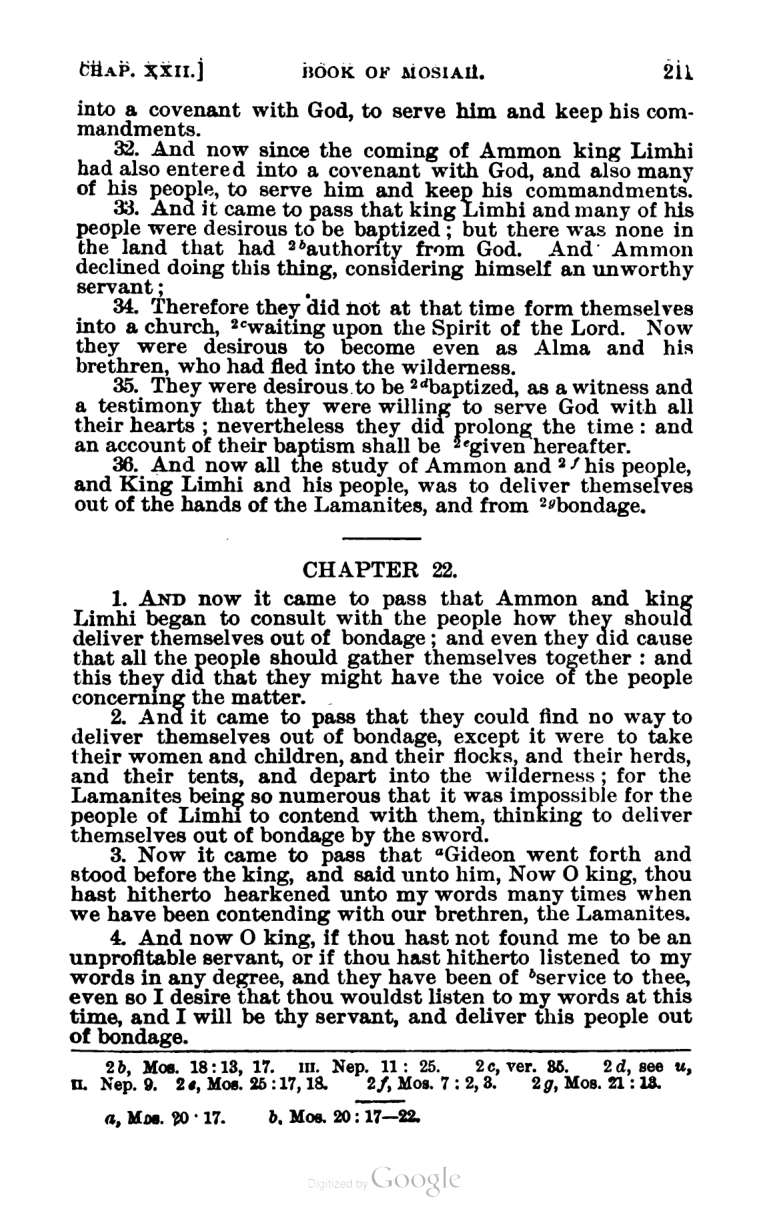 CHAP. XXII.] BOOK OF MOSIAH. 211
into a covenant with God, to serve him and keep his com-
mandments.
32. And now since the coming of Ammon king Limhi
had also entered into a covenant with God, and also many
of his people, to serve him and keep his commandments.
33. And it came to pass that king Limhi and many of his
people were desirous to be baptized; but there was none in
the land that had 2bauthority from God. And Ammon
declined doing this thing, considering himself an unworthy
servant;
34. Therefore they did not at that time form themselves
into a church, 2cwaiting upon the Spirit of the Lord. Now
they were desirous to become even as Alma and his
brethren, who had fled into the wilderness.
35. They were desirous to be 2dbaptized, as a witness and
a testimony that they were willing to serve God with all
their hearts; nevertheless they did prolong the time: and
an account of their baptism shall be 2egiven hereafter.
36. And now all the study of Ammon and 2f his people,
and King Limhi and his people, was to deliver themselves
out of the hands of the Lamanites, and from 2gbondage.
CHAPTER 22.
1. AND now it came to pass that Ammon and king
Limhi began to consult with the people how they should
deliver themselves out of bondage; and even they did cause
that all the people should gather themselves together: and
this they did that they might have the voice of the people
concerning the matter.
2. And it came to pass that they could find no way to
deliver themselves out of bondage, except it were to take
their women and children, and their flocks, and their herds,
and their tents, and depart into the wilderness; for the
Lamanites being so numerous that it was impossible for the
people of Limhi to contend with them, thinking to deliver
themselves out of bondage by the sword.
3. Now it came to pass that aGideon went forth and
stood before the king, and said unto him, Now O king, thou
hast hitherto hearkened unto my words many times when
we have been contending with our brethren, the Lamanites.
4. And now O king, if thou hast not found me to be an
unprofitable servant, or if thou hast hitherto listened to my
words in any degree, and they have been of bservice to thee,
even so I desire that thou wouldst listen to my words at this
time, and I will be thy servant, and deliver this people out
of bondage.
2b, Mos. 18:13, 17. III. Nep. 11: 25. 2c, ver. 35. 2d, see u,
II. Nep. 9. 2e, Mos. 25:17, 18. 2f, Mos. 7:2, 3. 2g, Mos. 21:13.
a, Mos. 20:17. b, Mos. 20:17—22.
Digitized by Google